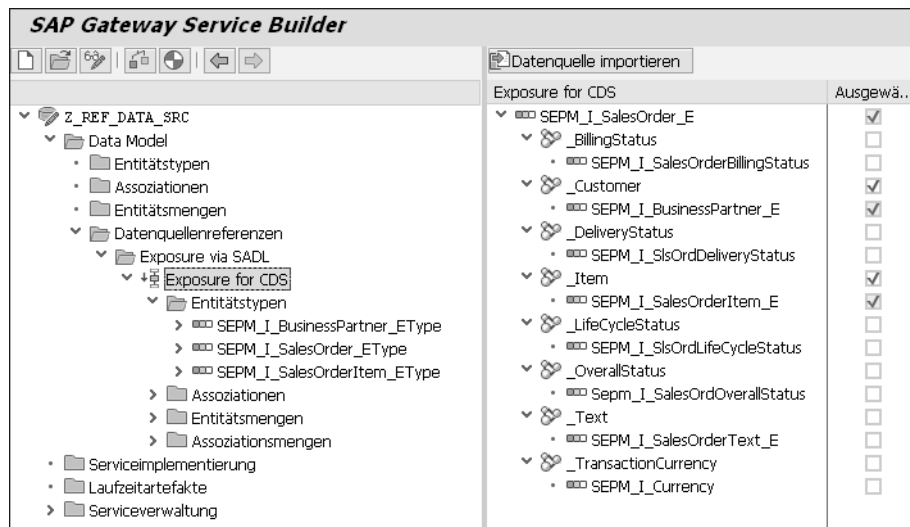 SAP Gateway Service Builder
Z_REF_DATA_SRC
Data Model
Entitätstypen
Assoziationen
Entitätsmengen
Datenquellenreferenzen
Exposure via SADL
Exposure for CDS
Entitätstypen
SEPM_I_BusinessPartner_EType
SEPM_I_SalesOrder_EType
SEPM_I_SalesOrderItem_EType
Assoziationen
Entitätsmengen
Assoziationsmengen
Serviceimplementierung
Laufzeitartefakte
Serviceverwaltung
Datenquelle importieren
Exposure for CDS Ausgewä..
SEPM_I_SalesOrder_E
_BillingStatus
SEPM_I_SalesOrderBillingStatus
_Customer
SEPM_I_BusinessPartner_E
_DeliveryStatus
SEPM_I_SlsOrdDeliveryStatus
_Item
SEPM_I_SalesOrderItem_E
_LifeCycleStatus
SEPM_I_SlsOrdLifeCycleStatus
_OverallStatus
Sepm_I_SalesOrdOverallStatus
_Text
SEPM_I_SalesOrderText_E
_TransactionCurrency
SEPM_I_Currency